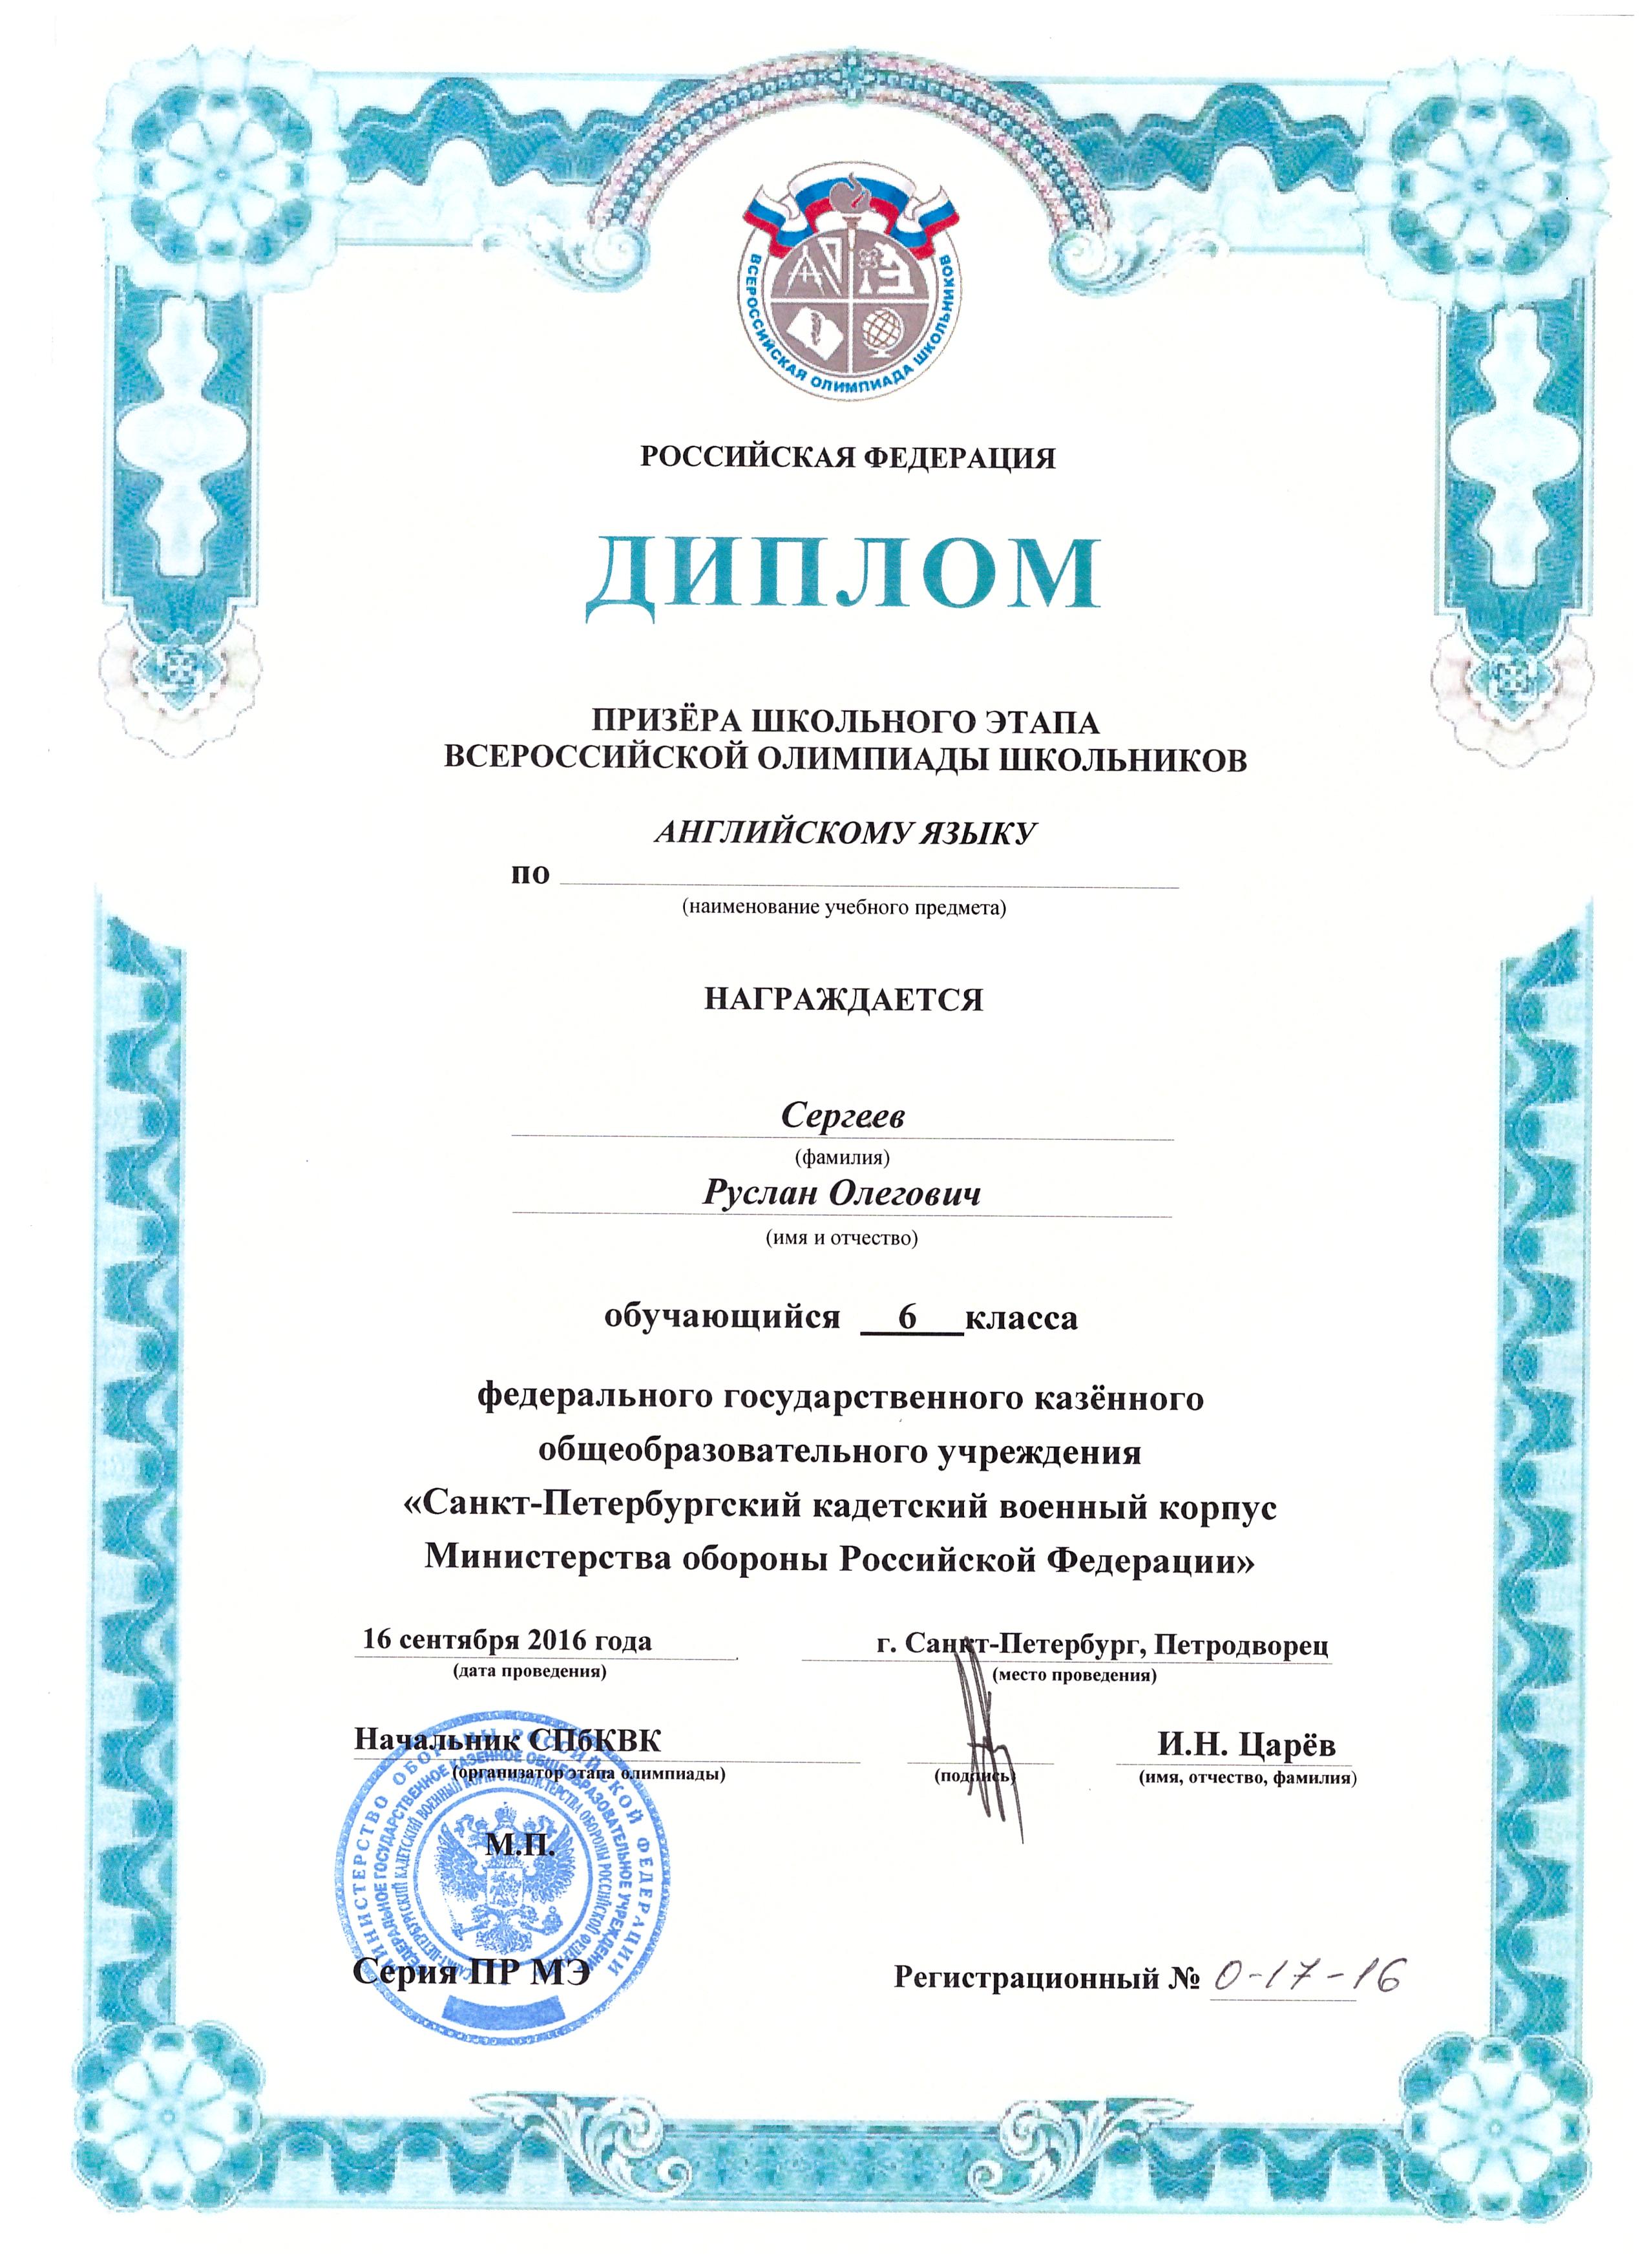 ВСЕРОССИЙСКАЯ ОЛИМПИАДА ШКОЛЬНИКОВ
РОССИЙСКАЯ ФЕДЕРАЦИЯ
ДИПЛОМ
ПРИЗЁРА ШКОЛЬНОГО ЭТАПА
ВСЕРОССИЙСКОЙ ОЛИМПИАДЫ ШКОЛЬНИКОВ
АНГЛИЙСКОМУ ЯЗЫКУ
по
(наименование учебного предмета)
НАГРАЖДАЕТСЯ
Сергеев
(фамилия)
Руслан Олегович
(имя и отчество)
обучающийся 6 класса
федерального государственного казённого
общеобразовательного учреждения
«Санкт-Петербургский кадетский военный корпус
Министерства обороны Российской Федерации»
16 сентября 2016 года г. Санкт-Петербург, Петродворец
(дата проведения) (место проведения)
Начальник СПбКВК И.Н. Царёв
(организатор этапа олимпиады) (подпись) (имя, отчество, фамилия)
МИНИСТЕРСТВО ОБОРОНЫ РОССИЙСКОЙ ФЕДЕРАЦИИ
ФЕДЕРАЛЬНОЕ ГОСУДАРСТВЕННОЕ КАЗЕННОЕ ОБЩЕОБРАЗОВАТЕЛЬНОЕ УЧРЕЖДЕНИЕ
САНКТ-ПЕТЕРБУРГСКИЙ КАДЕТСКИЙ ВОЕННЫЙ КОРПУС МИНИСТЕРСТВА ОБОРОНЫ РОССИЙСКОЙ ФЕДЕРАЦИИ
М.П.
Серия ПР МЭ Регистрационный № 0-17-16